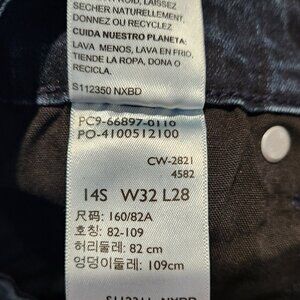 SECHER NATURELLEMENT,
DONNEZ OU RECYCLEZ
CUIDA NUESTRO PLANETA:
LAVA MENOS, LAVA EN FRIO,
TIENDE LA ROPA, DONA O
RECICLA.
S112350 NXBD
PC9-66897-0116
PO-4100512100
CW-2821
4582
14S W32 L28
尺码: 160/82A
호칭: 82-109
허리둘레: 82 cm
엉덩이둘레: 109cm